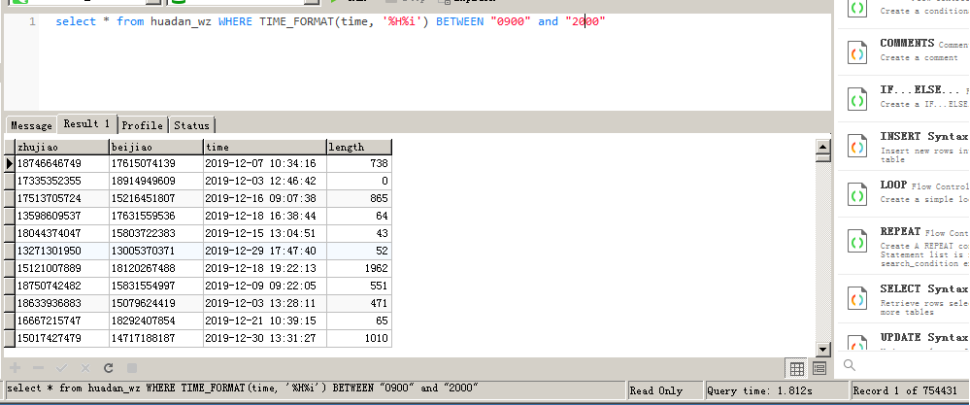 Create a condition
1 select * from huadan_wz WHERE TIME_FORMAT(time, '%H%i') BETWEEN "0900" and "2000"
COMMENTS Comment
Create a comment
IF...ELSE...
Create a IF...ELSE
INSERT Syntax
Insert new rows in
table
LOOP Flow Control
Create a simple
REPEAT Flow Cont
Create A REPEAT
Statement list is
search_condition
SELECT Syntax
Retrieve rows sele
more tables
UPDATE Syntax
Message Result 1 Profile Status
zhujiao beijiao time length
18746646749 17615074139 2019-12-07 10:34:16 738
17335352355 18914949609 2019-12-03 12:46:42 0
17513705724 15216451807 2019-12-16 09:07:38 865
13598609537 17631559536 2019-12-18 16:38:44 64
18044374047 15803722383 2019-12-15 13:04:51 43
13271301950 13005370371 2019-12-29 17:47:40 52
15121007889 18120267488 2019-12-18 19:22:13 1962
18750742482 15831554997 2019-12-09 09:22:05 551
18633936883 15079624419 2019-12-03 13:28:11 471
16667215747 18292407854 2019-12-21 10:39:15 65
15017427479 14717188187 2019-12-30 13:31:27 1010
select * from huadan_wz WHERE TIME_FORMAT(time, '%H%i') BETWEEN "0900" and "2000"
Read Only
Query time: 1.812s
Record 1 of 754431